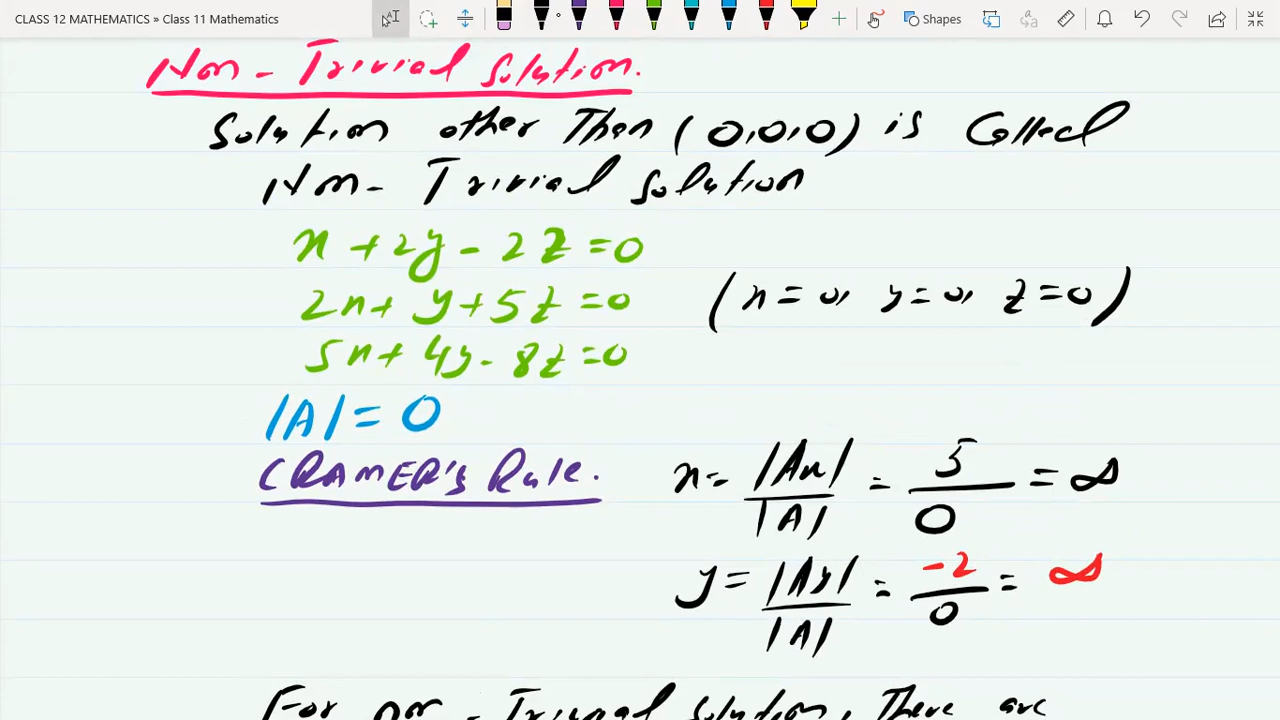 CLASS 12 MATHEMATICS » Class 11 Mathematics
Shapes
Non-Trivial Solution.
Solution other Than (0,0,0) is Called
Non-Trivial Solution
x + 2y - 2z = 0
2x + y + 5z = 0
(x = 0, y = 0, z = 0)
5x + 4y - 8z = 0
|A| = 0
CRAMER's Rule.
x = |Ax| / |A| = 5 / 0 = ∞
y = |Ay| / |A| = -2 / 0 = ∞
For non-Trivial Solution, There are